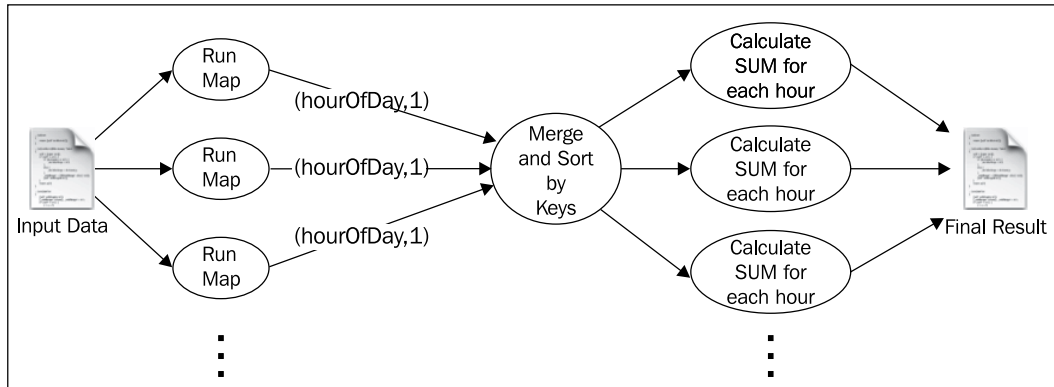 Run
Map
(hourOfDay,1)
Run
Map
(hourOfDay,1)
Run
Map
(hourOfDay,1)
Input Data
Merge
and Sort
by
Keys
Calculate
SUM for
each hour
Calculate
SUM for
each hour
Calculate
SUM for
each hour
Final Result